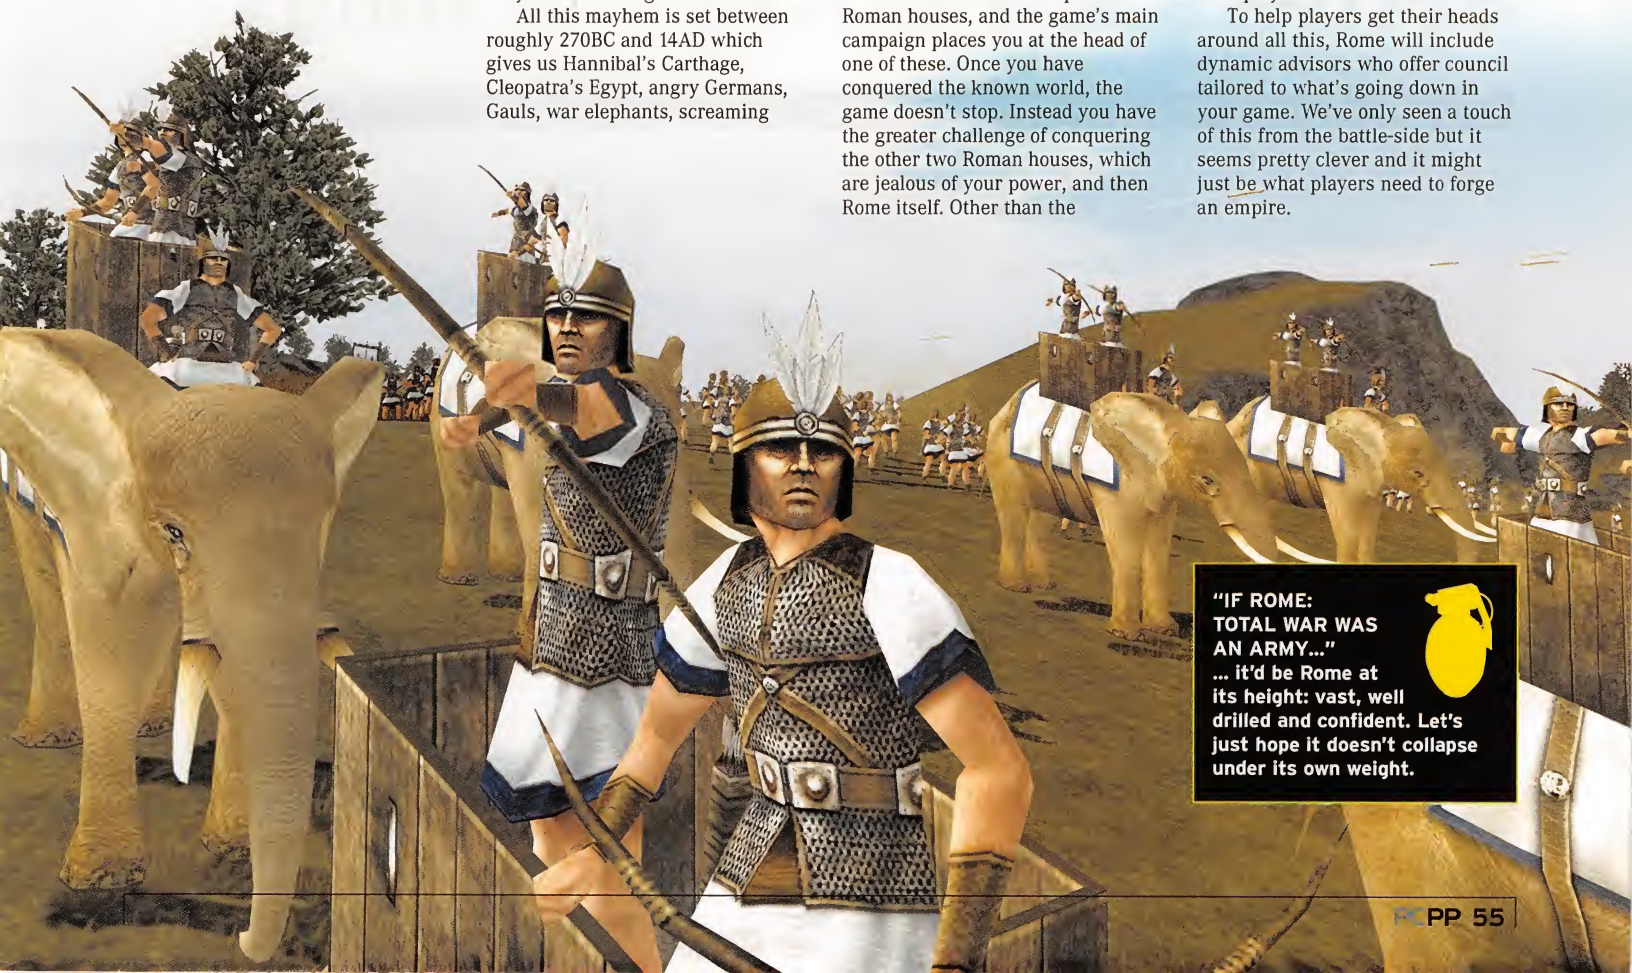 All this mayhem is set between
roughly 270BC and 14AD which
gives us Hannibal's Carthage,
Cleopatra's Egypt, angry Germans,
Gauls, war elephants, screaming
Roman houses, and the game's main
campaign places you at the head of
one of these. Once you have
conquered the known world, the
game doesn't stop. Instead you have
the greater challenge of conquering
the other two Roman houses, which
are jealous of your power, and then
Rome itself. Other than the
To help players get their heads
around all this, Rome will include
dynamic advisors who offer council
tailored to what's going down in
your game. We've only seen a touch
of this from the battle-side but it
seems pretty clever and it might
just be what players need to forge
an empire.
"IF ROME:
TOTAL WAR WAS
AN ARMY..."
... it'd be Rome at
its height: vast, well
drilled and confident. Let's
just hope it doesn't collapse
under its own weight.
PCPP 55